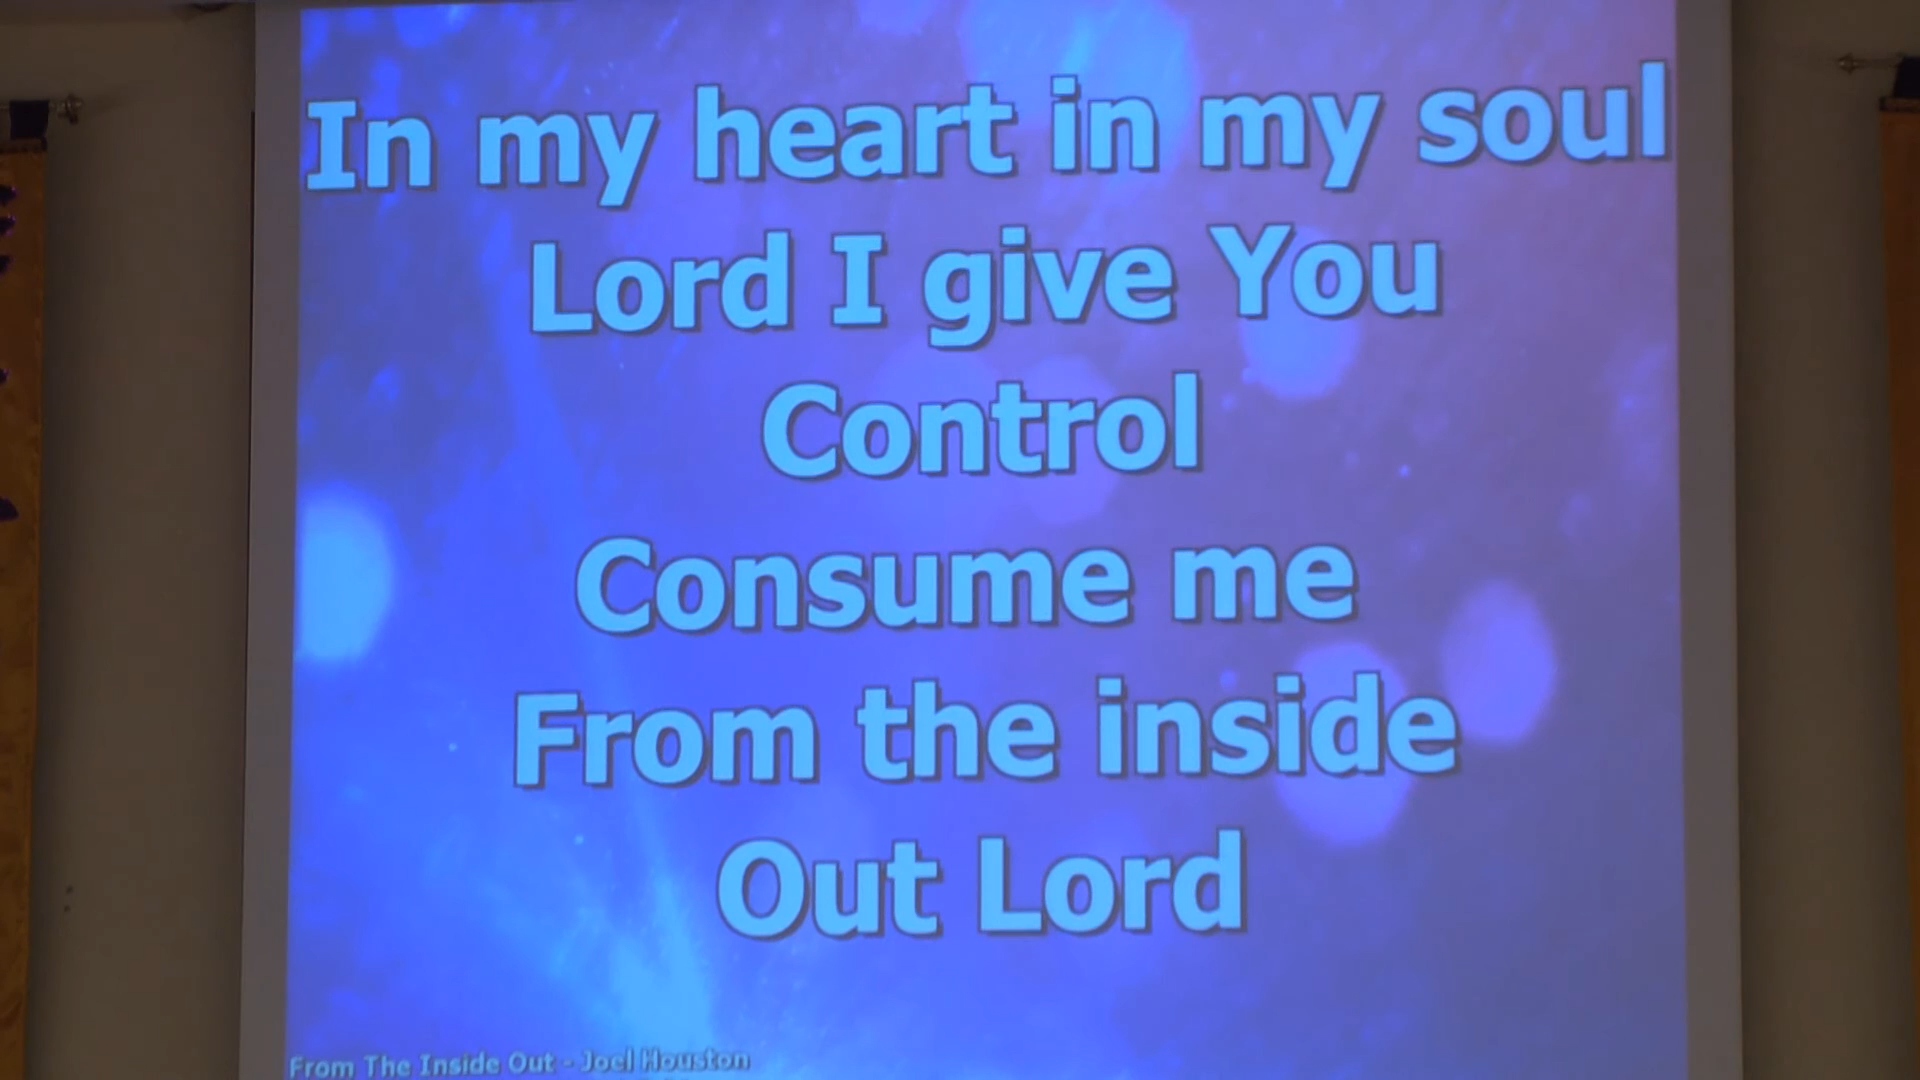 In my heart in my soul
Lord I give You
Control
Consume me
From the inside
Out Lord
From The Inside Out - Joel Houston